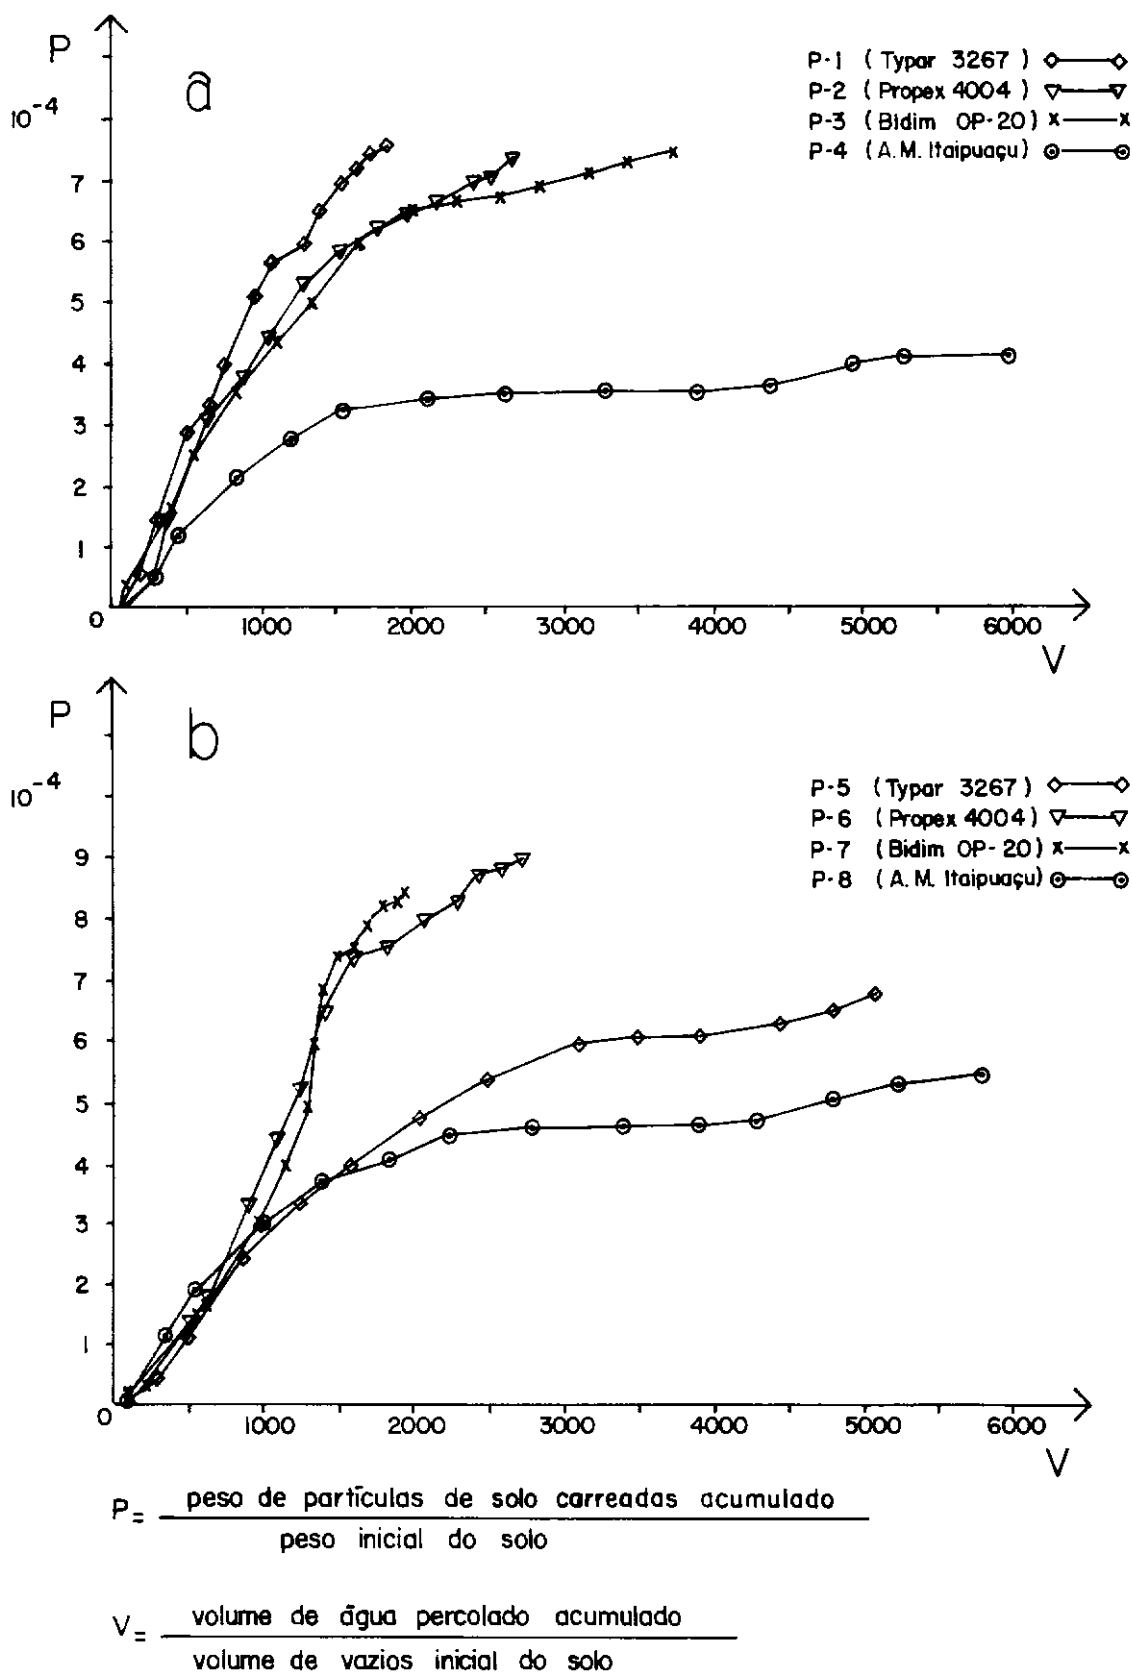 P
a
10-4
7
6
5
4
3
2
1
0
1000 2000 3000 4000 5000 6000
V
P-1 (Typar 3267)
P-2 (Propex 4004)
P-3 (Bidim OP-20)
P-4 (A.M. Itaipuaçu)
P
b
10-4
9
8
7
6
5
4
3
2
1
0
1000 2000 3000 4000 5000 6000
V
P-5 (Typar 3267)
P-6 (Propex 4004)
P-7 (Bidim OP-20)
P-8 (A.M. Itaipuaçu)
P = peso de partículas de solo carreadas acumulado
peso inicial do solo
V = volume de água percolado acumulado
volume de vazios inicial do solo